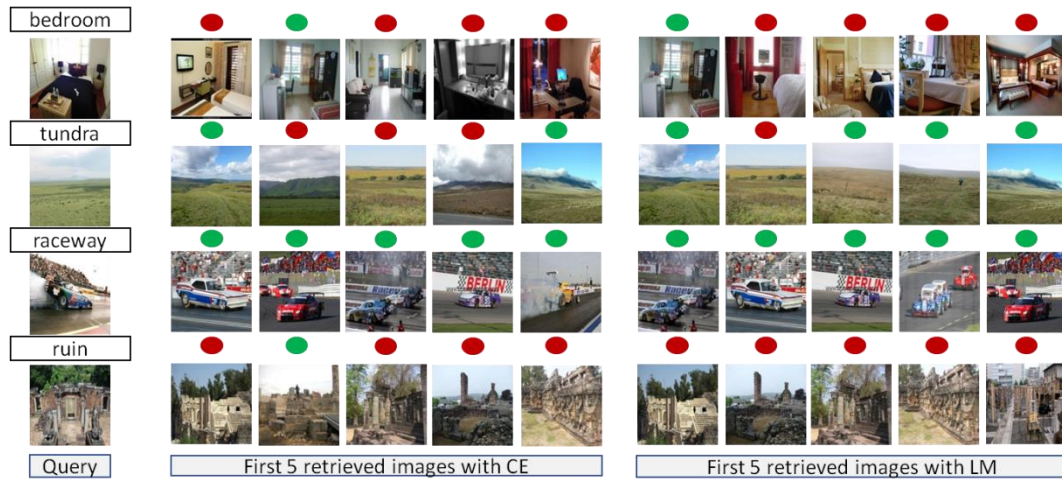 bedroom
tundra
raceway
BERLIN
BERLIN
ruin
Query
First 5 retrieved images with CE
First 5 retrieved images with LM